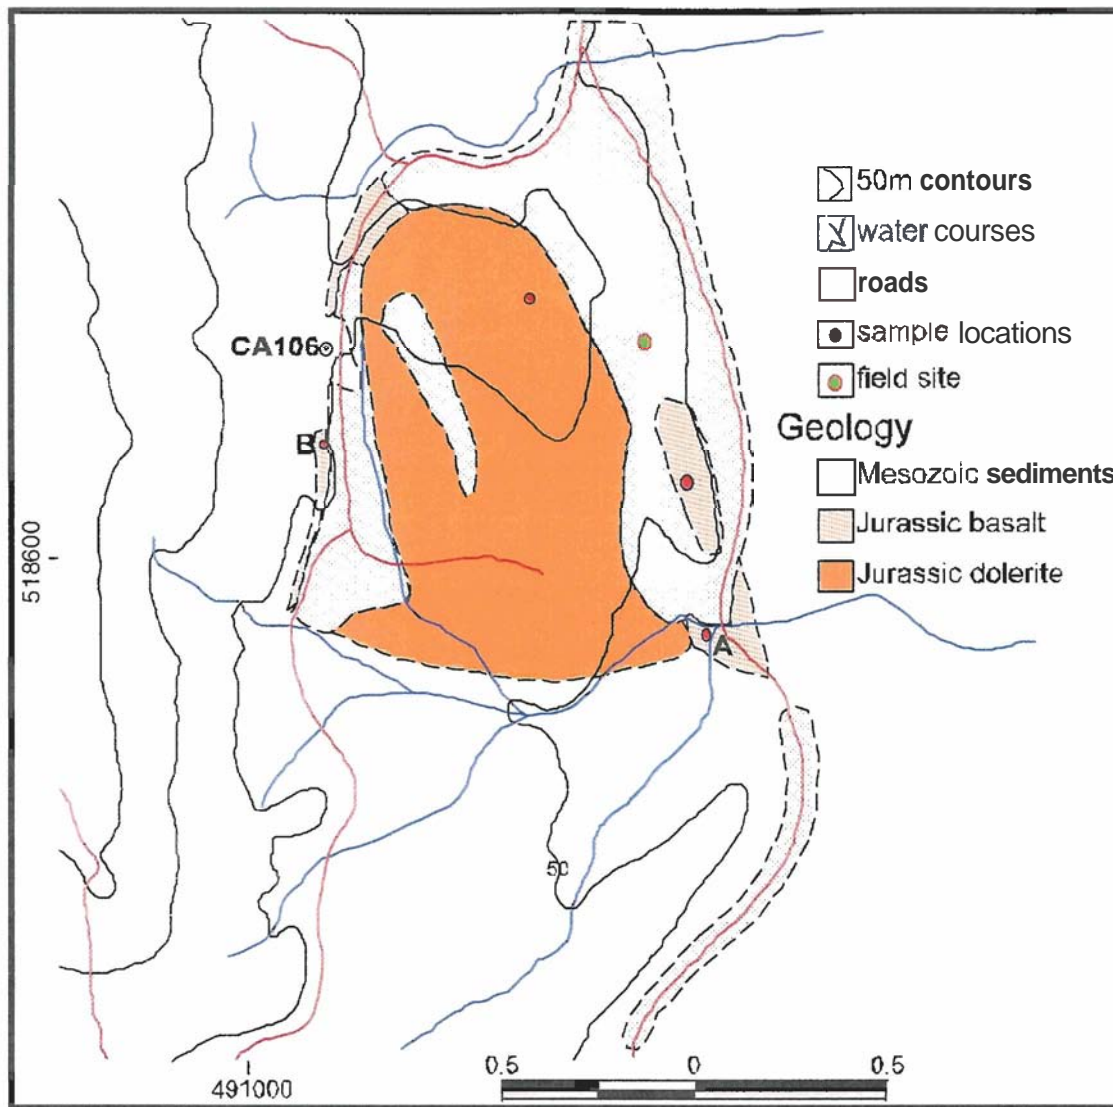 50m contours
water courses
roads
CA106
sample locations
field site
Geology
B
Mesozoic sediments
Jurassic basalt
518600
Jurassic dolerite
A
50
0.5 0 0.5
491000